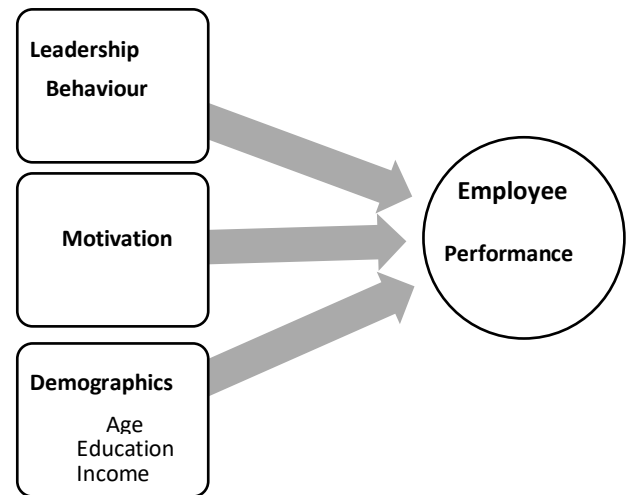 Leadership
Behaviour
Motivation
Demographics
Age
Education
Income
Employee
Performance